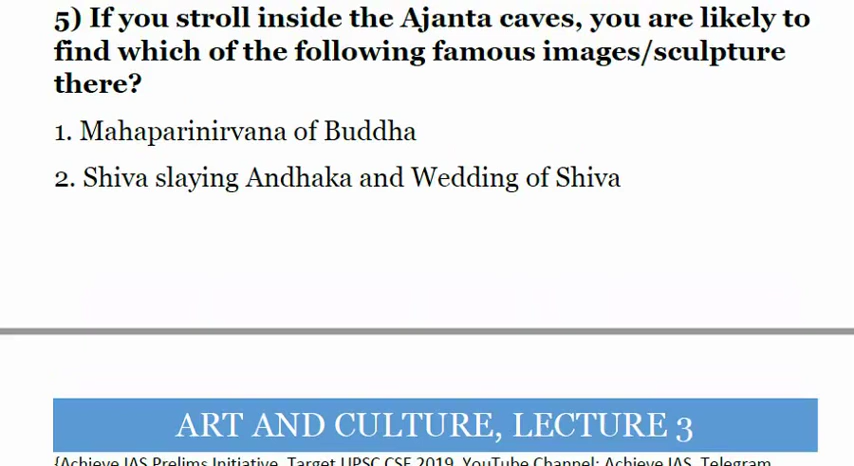 5) If you stroll inside the Ajanta caves, you are likely to
find which of the following famous images/sculpture
there?
1. Mahaparinirvana of Buddha
2. Shiva slaying Andhaka and Wedding of Shiva
ART AND CULTURE, LECTURE 3
{Achieve IAS Prelims Initiative, Target UPSC CSE 2019, YouTube Channel: Achieve IAS, Telegram